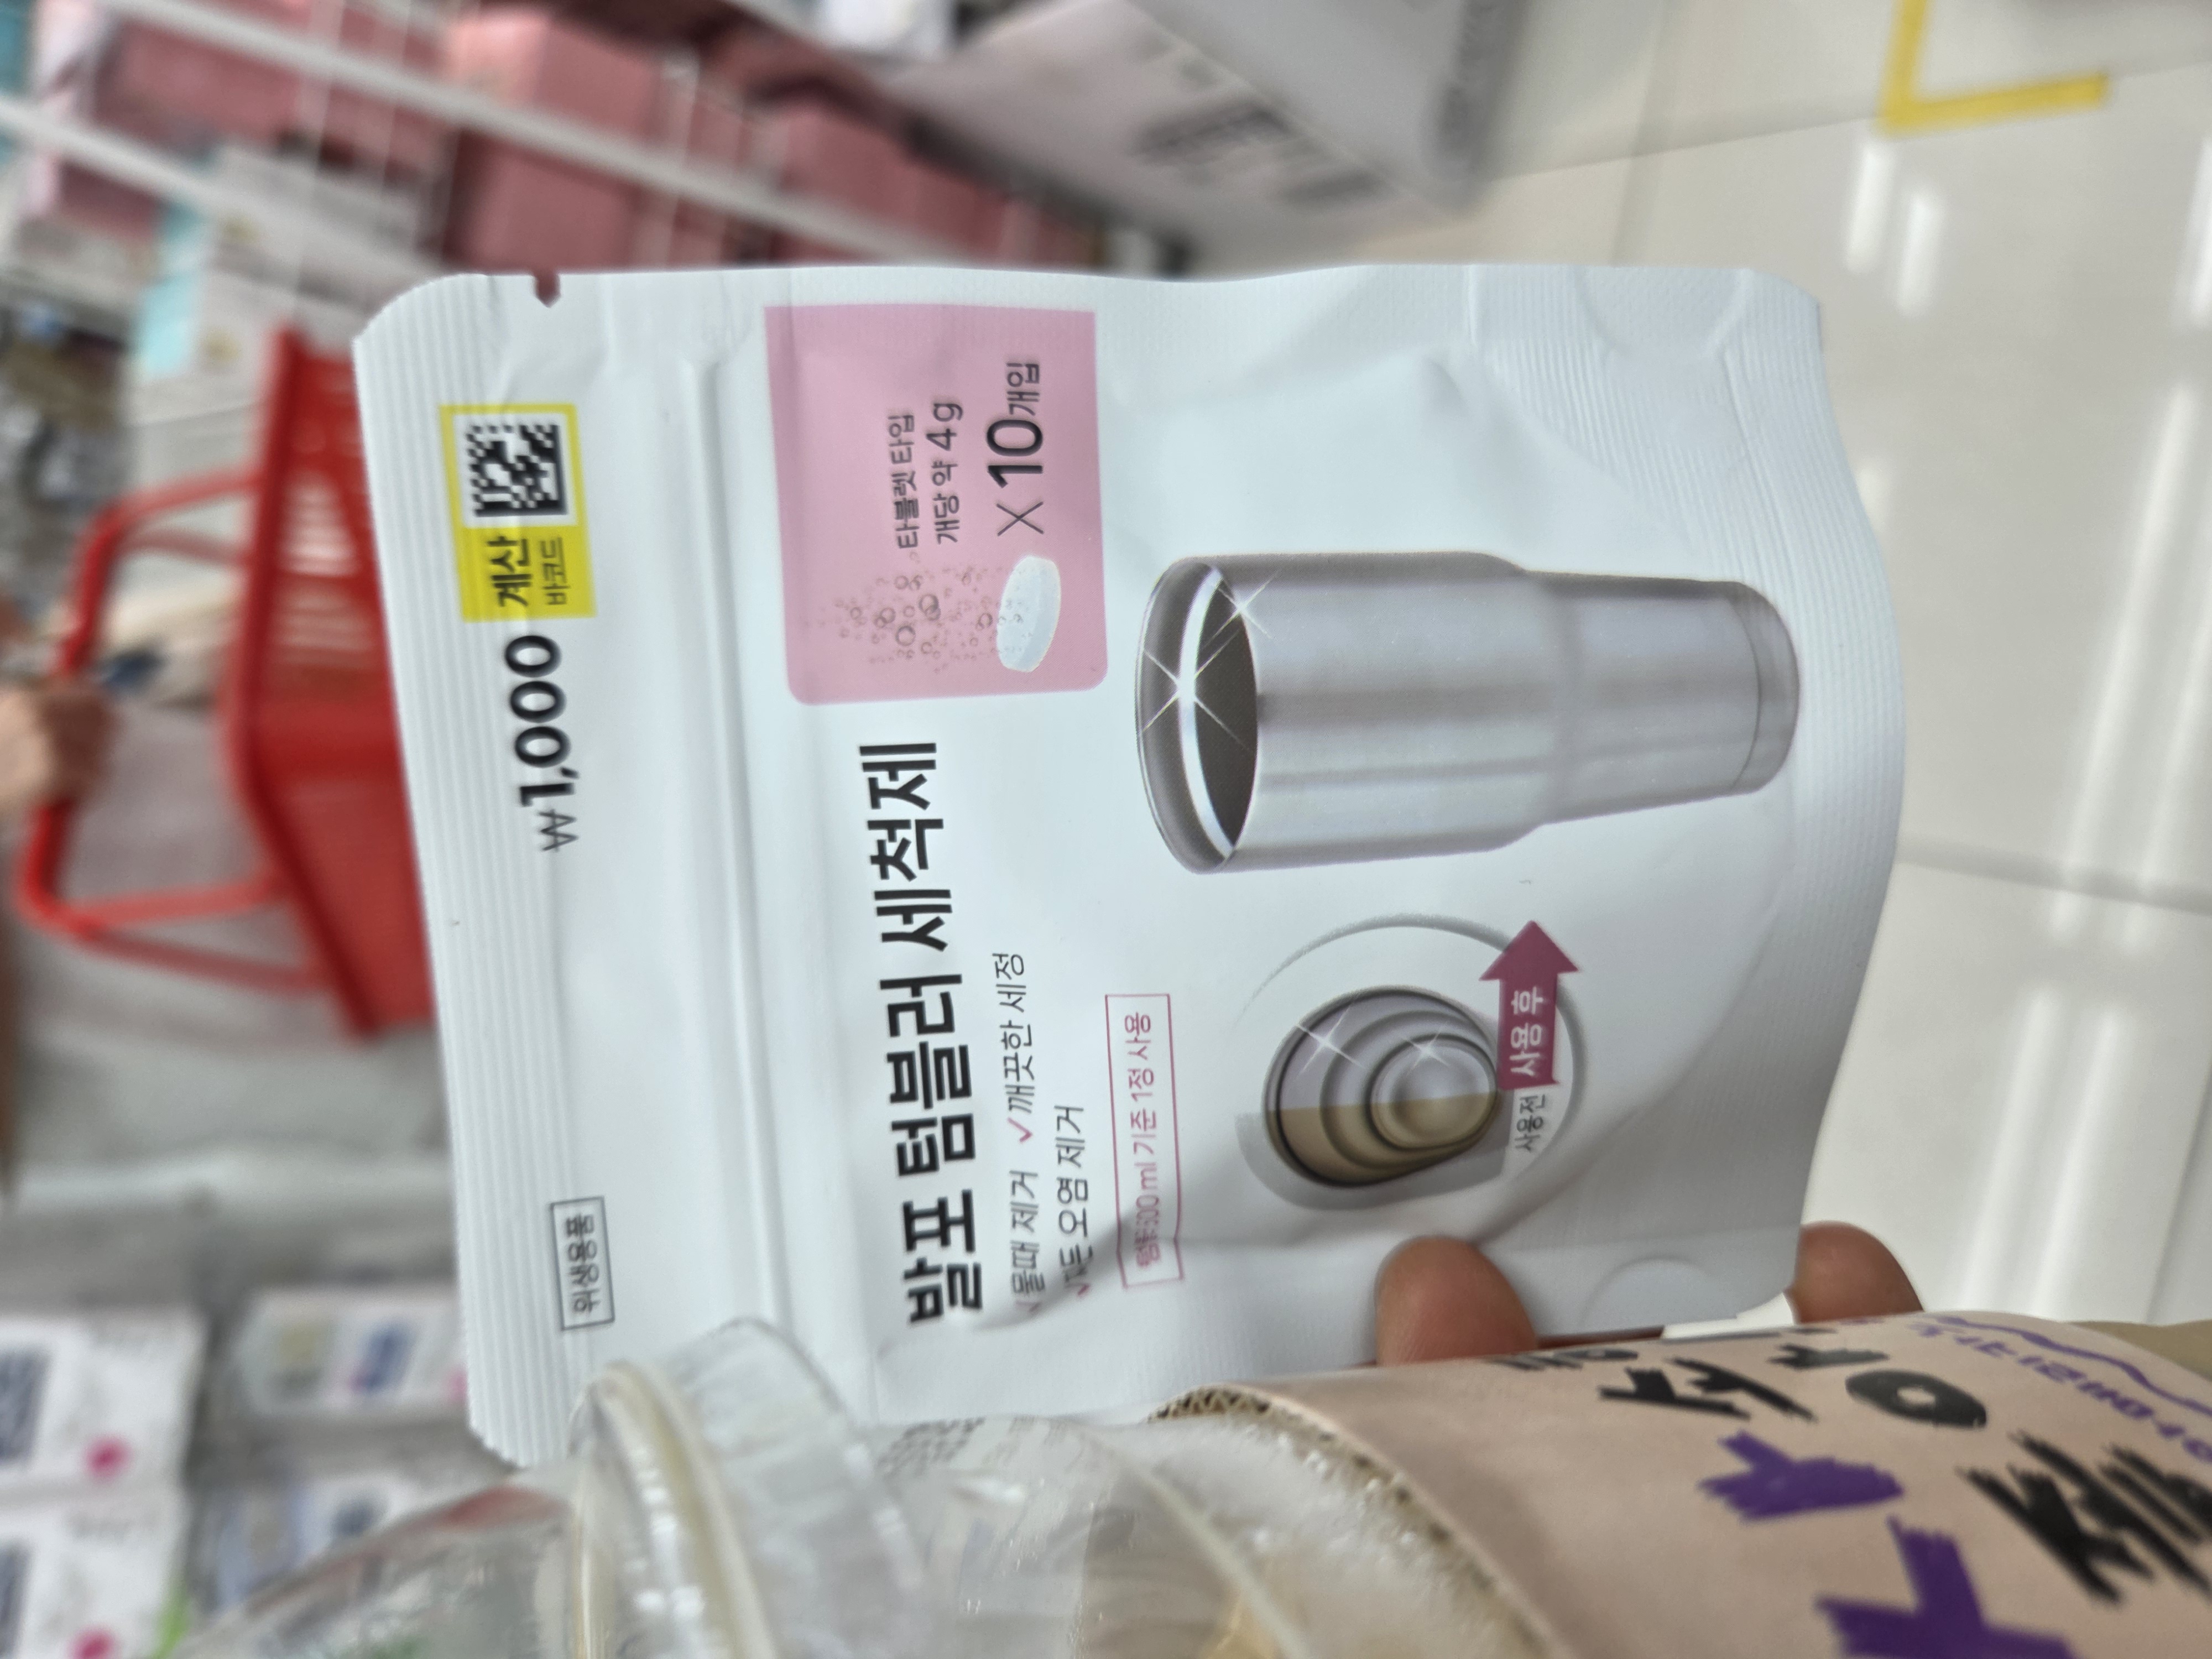 위생용품
₩1,000
계산
바코드
발포 텀블러 세척제
✓물때 제거 ✓깨끗한 세정
✓찌든오염 제거
텀블러 500ml 기준 1정 사용
타블렛 타입
개당 약 4g
X 10개입
사용전
사용 후